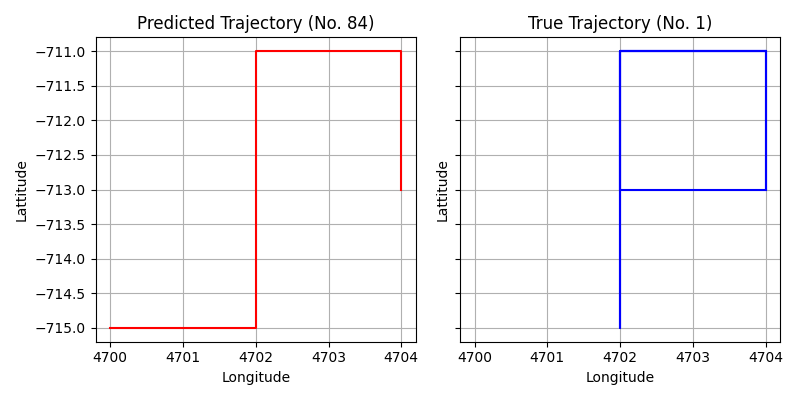 Predicted Trajectory (No. 84)
True Trajectory (No. 1)
−711.0
−711.5
−712.0
−712.5
−713.0
−713.5
−714.0
−714.5
−715.0
Lattitude
Lattitude
4700 4701 4702 4703 4704
4700 4701 4702 4703 4704
Longitude
Longitude